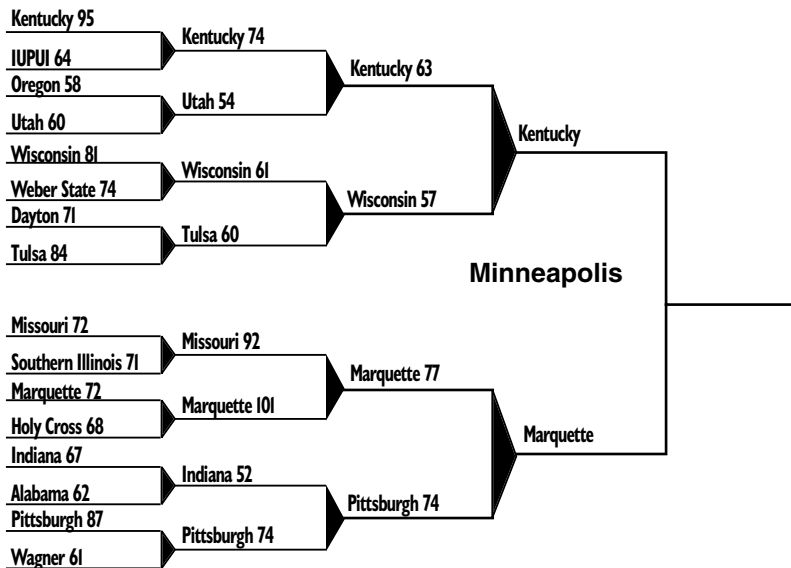 Kentucky 95
IUPUI 64
Oregon 58
Utah 60
Wisconsin 81
Weber State 74
Dayton 71
Tulsa 84
Missouri 72
Southern Illinois 71
Marquette 72
Holy Cross 68
Indiana 67
Alabama 62
Pittsburgh 87
Wagner 61
Kentucky 74
Utah 54
Wisconsin 61
Tulsa 60
Missouri 92
Marquette 101
Indiana 52
Pittsburgh 74
Kentucky 63
Wisconsin 57
Marquette 77
Pittsburgh 74
Kentucky
Marquette
Minneapolis